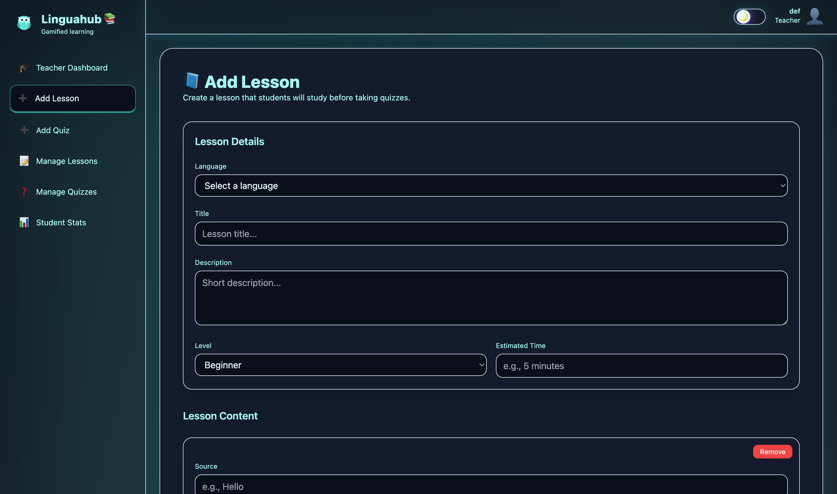 Linguahub
Gamified learning
Teacher Dashboard
Add Lesson
Add Quiz
Manage Lessons
Manage Quizzes
Student Stats
def
Teacher
Add Lesson
Create a lesson that students will study before taking quizzes.
Lesson Details
Language
Select a language
Title
Lesson title...
Description
Short description...
Level
Estimated Time
Beginner
e.g., 5 minutes
Lesson Content
Remove
Source
e.g., Hello